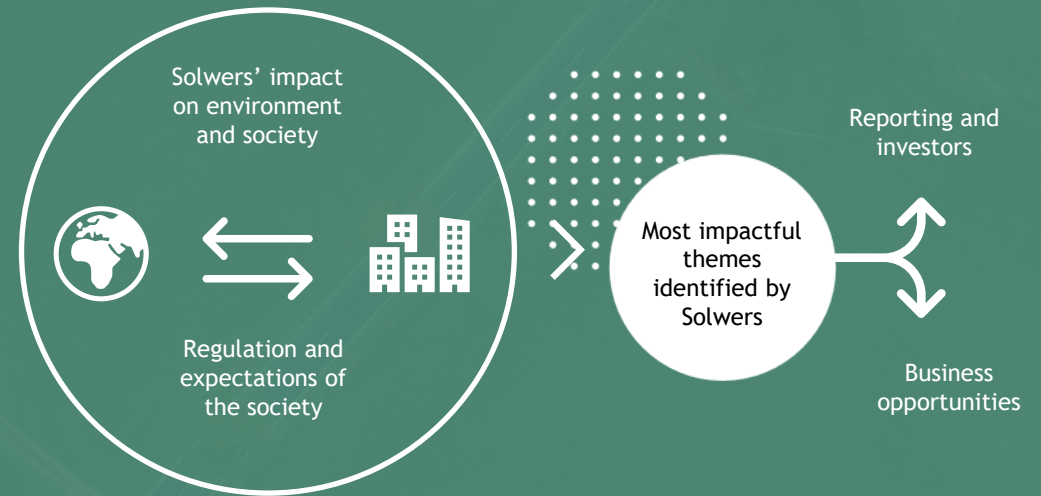 Solwers’ impact
on environment
and society
Regulation and
expectations of
the society
Most impactful
themes
identified by
Solwers
Reporting and
investors
Business
opportunities